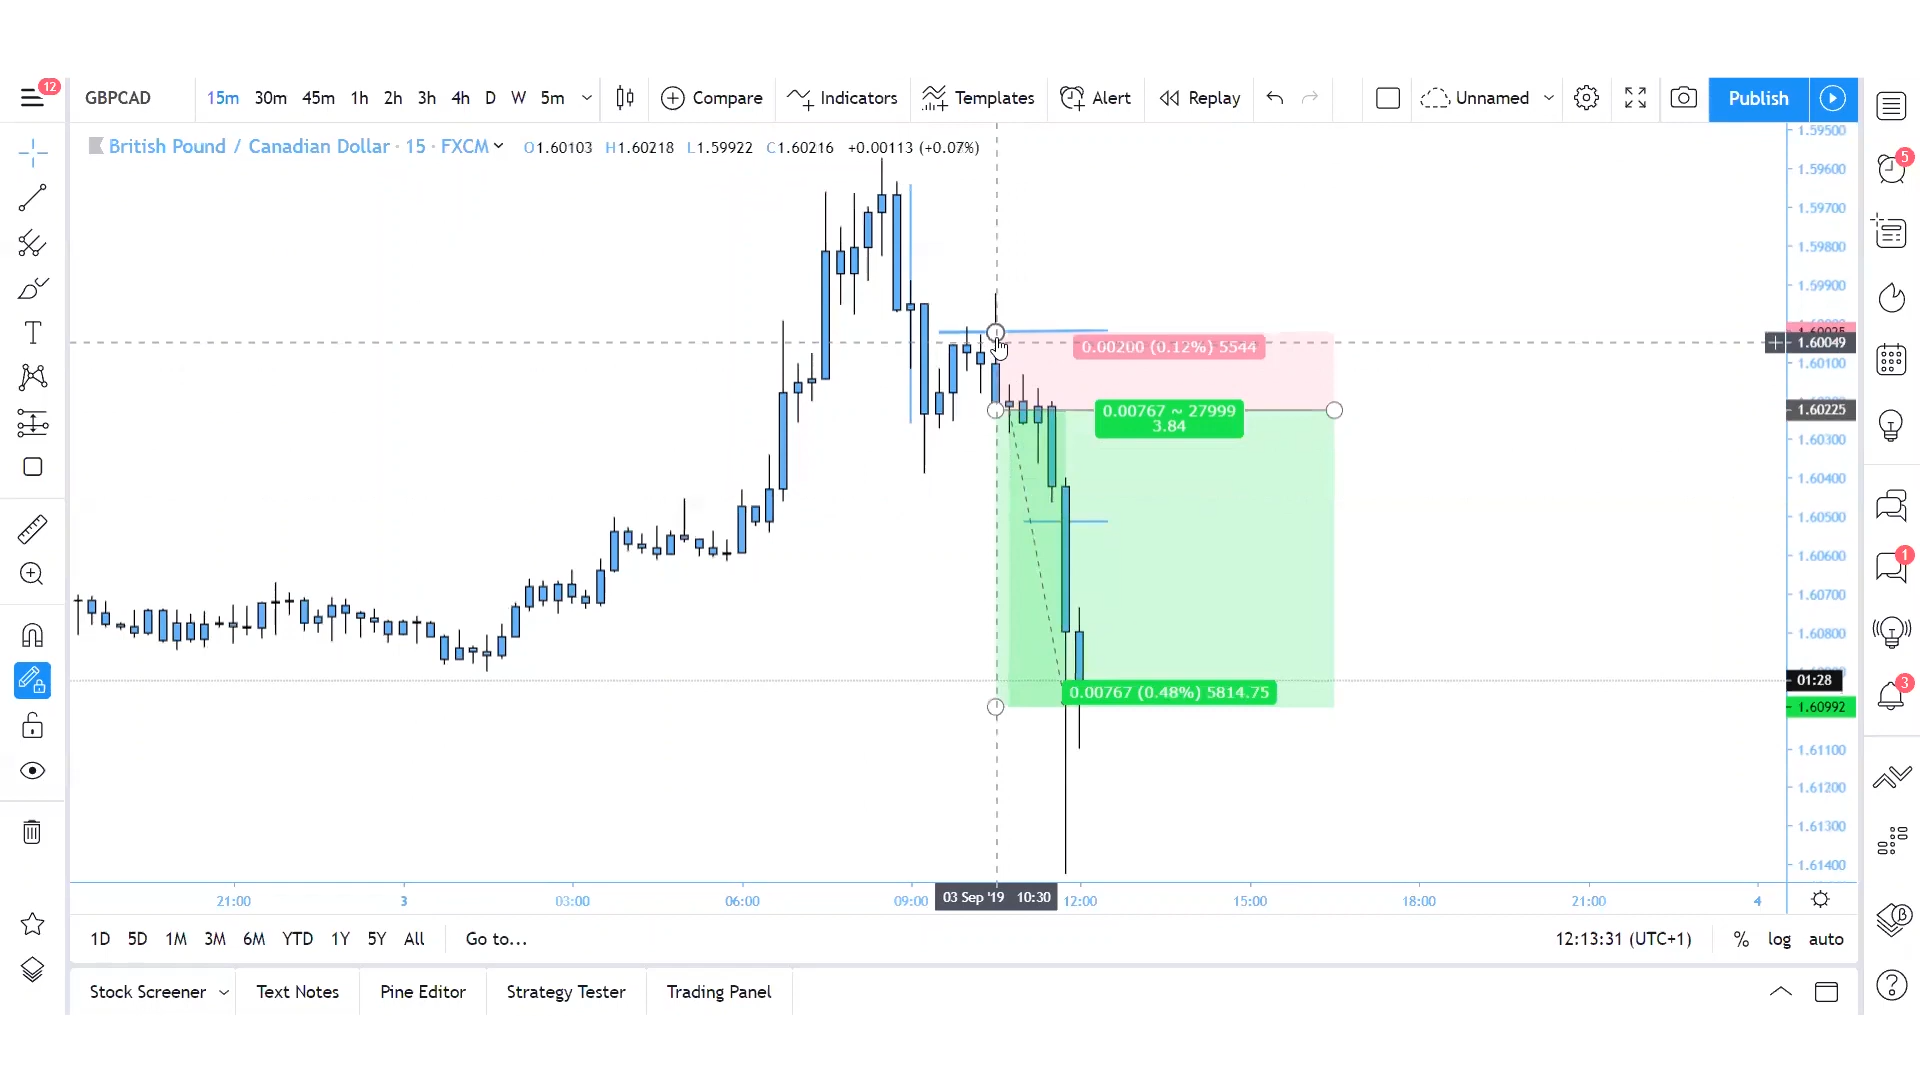 12
GBPCAD
15m 30m 45m 1h 2h 3h 4h D W 5m
Compare
Indicators
Templates
Alert
Replay
Unnamed
Publish
British Pound / Canadian Dollar · 15 · FXCM
O1.60103 H1.60218 L1.59922 C1.60216 +0.00113 (+0.07%)
1.59500
1.59600
1.59700
1.59800
1.59900
1.60025
1.60049
1.60100
1.60225
1.60300
1.60400
1.60500
1.60600
1.60700
1.60800
01:28
1.60992
1.61100
1.61200
1.61300
1.61400
0.00200 (0.12%) 5544
0.00767 ~ 27999
3.84
0.00767 (0.48%) 5814.75
5
1
3
β
T
21:00 3 03:00 06:00 09:00 03 Sep '19 10:30 12:00 15:00 18:00 21:00 4
1D 5D 1M 3M 6M YTD 1Y 5Y All
Go to...
12:13:31 (UTC+1)
% log auto
Stock Screener
Text Notes
Pine Editor
Strategy Tester
Trading Panel
?